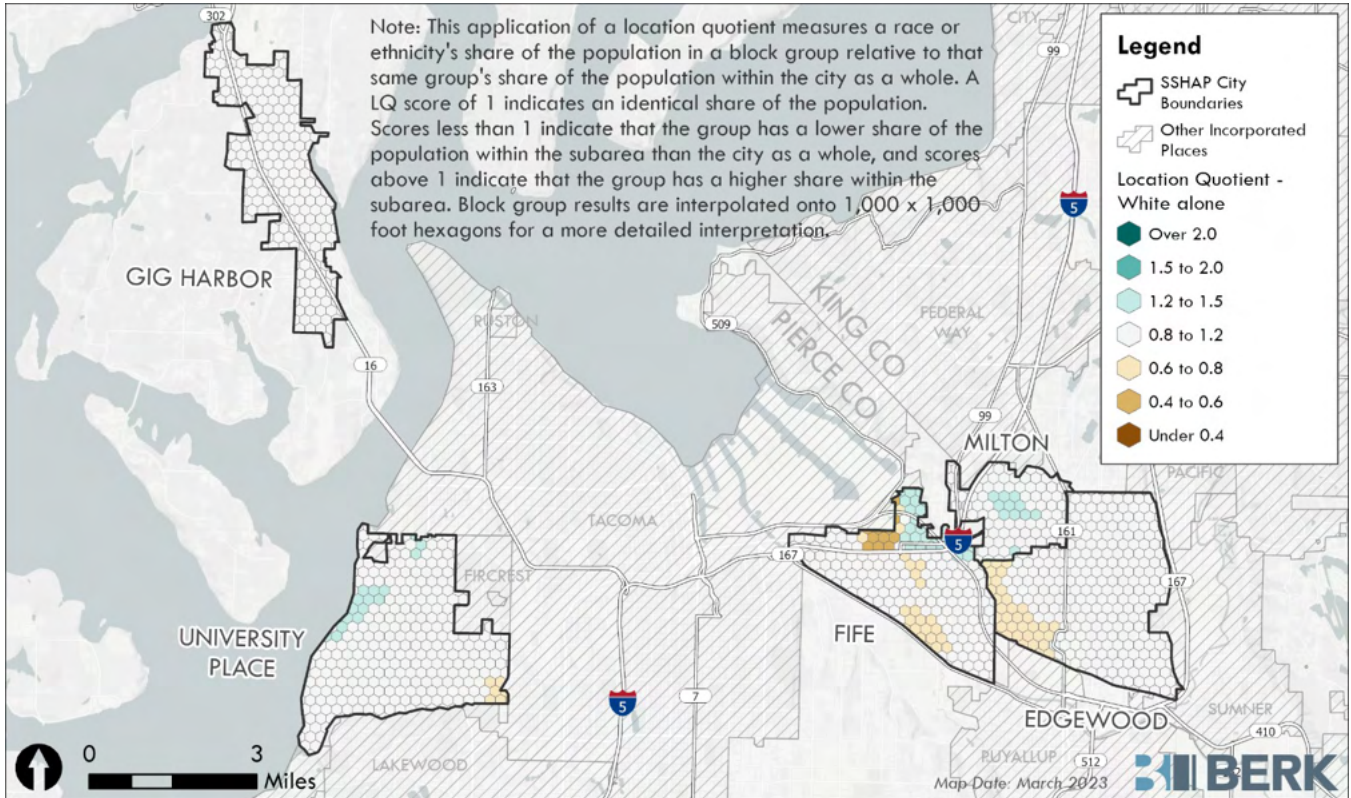 302
Note: This application of a location quotient measures a race or
ethnicity's share of the population in a block group relative to that
same group's share of the population within the city as a whole. A
LQ score of 1 indicates an identical share of the population.
Scores less than 1 indicate that the group has a lower share of the
population within the subarea than the city as a whole, and scores
above 1 indicate that the group has a higher share within the
subarea. Block group results are interpolated onto 1,000 x 1,000
foot hexagons for a more detailed interpretation.
CITY
99
5
Legend
SSHAP City
Boundaries
Other Incorporated
Places
Location Quotient -
White alone
Over 2.0
1.5 to 2.0
1.2 to 1.5
0.8 to 1.2
0.6 to 0.8
0.4 to 0.6
Under 0.4
GIG HARBOR
RUSTON
509
KING CO
PIERCE CO
FEDERAL
WAY
16
163
99
MILTON
PACIFIC
TACOMA
167
5
161
167
FIRCREST
UNIVERSITY
PLACE
FIFE
5
7
EDGEWOOD
SUMNER
410
LAKEWOOD
PUYALLUP
512
0 3
Miles
Map Date: March 2023
BERK